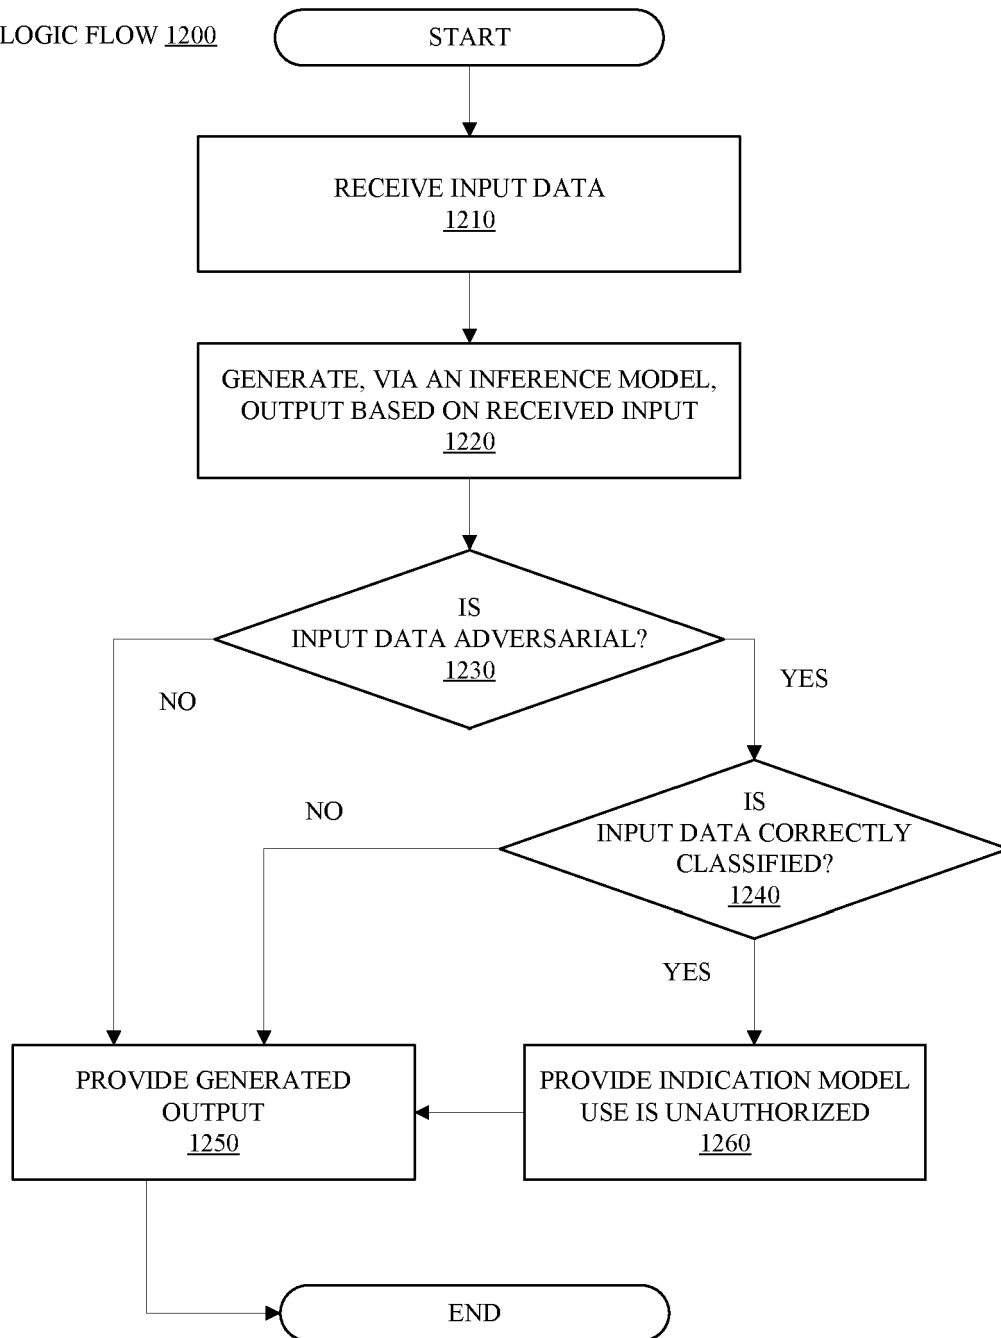 LOGIC FLOW 1200
START
RECEIVE INPUT DATA
1210
GENERATE, VIA AN INFERENCE MODEL,
OUTPUT BASED ON RECEIVED INPUT
1220
IS
INPUT DATA ADVERSARIAL?
1230
NO
YES
IS
INPUT DATA CORRECTLY
CLASSIFIED?
1240
NO
YES
PROVIDE GENERATED
OUTPUT
1250
PROVIDE INDICATION MODEL
USE IS UNAUTHORIZED
1260
END